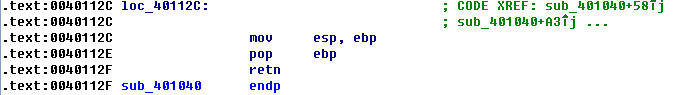 .text:0040112C loc_40112C: ; CODE XREF: sub_401040+58↑j
.text:0040112C ; sub_401040+A3↑j ...
.text:0040112C mov esp, ebp
.text:0040112E pop ebp
.text:0040112F retn
.text:0040112F sub_401040 endp